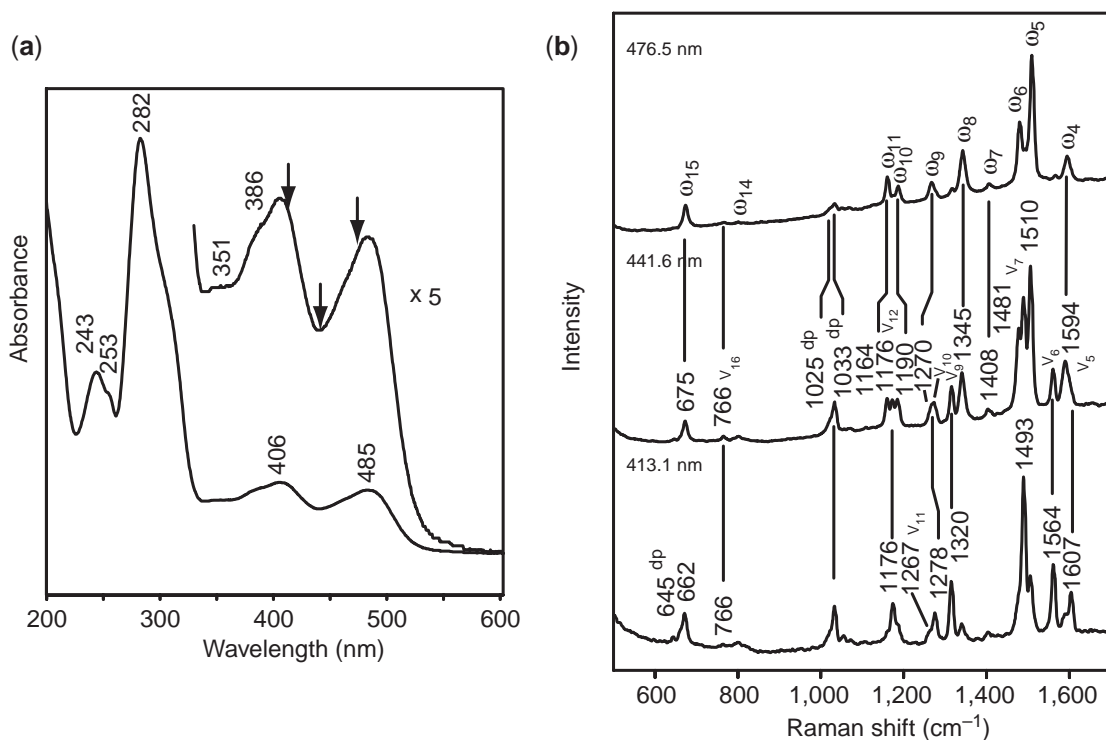 (a)
282
243
253
351
386
x 5
406
485
Absorbance
200 300 400 500 600
Wavelength (nm)
(b)
476.5 nm
ω15 ω14 ω11 ω10 ω9 ω8 ω7 ω6 ω5 ω4
441.6 nm
675 766 ν16 1025 dp 1033 dp 1164 1176 ν12 1190 1270 ν10 ν9 1345 1408 1481 ν7 1510 ν6 1594 ν5
413.1 nm
645 dp 662 766 1176 1267 ν11 1278 1320 1493 1564 1607
Intensity
600 800 1,000 1,200 1,400 1,600
Raman shift (cm−1)